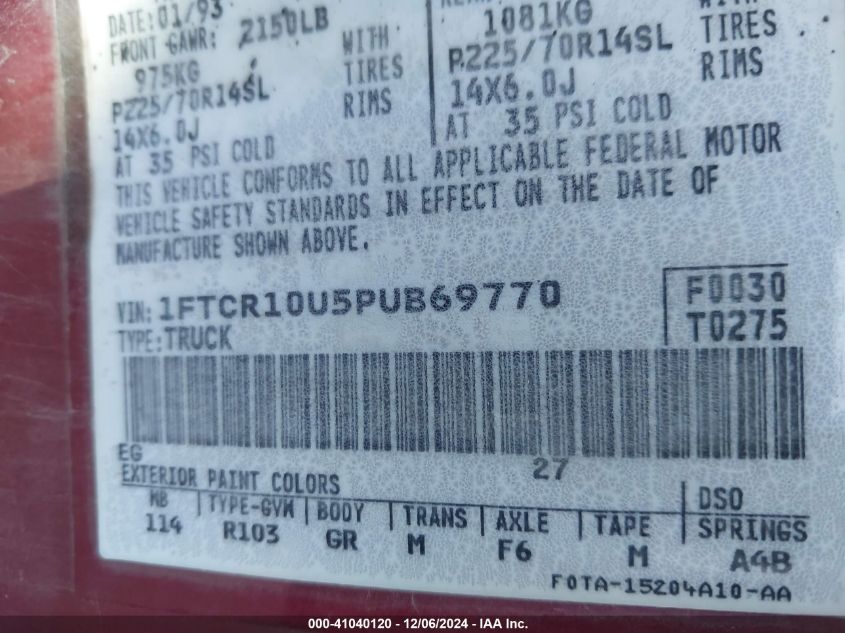 DATE: 01/93
FRONT GAWR: 2150LB
975KG WITH
P225/70R14SL TIRES
14X6.0J RIMS
AT 35 PSI COLD
1081KG WITH
P225/70R14SL TIRES
14X6.0J RIMS
AT 35 PSI COLD
THIS VEHICLE CONFORMS TO ALL APPLICABLE FEDERAL MOTOR
VEHICLE SAFETY STANDARDS IN EFFECT ON THE DATE OF
MANUFACTURE SHOWN ABOVE.
VIN: 1FTCR10U5PUB69770
TYPE: TRUCK
F0030
T0275
EG 27
EXTERIOR PAINT COLORS DSO
WB TYPE-GVW BODY TRANS AXLE TAPE SPRINGS
114 R103 GR M F6 M A4B
F0TA-15204A10-AA
000-41040120 - 12/06/2024 - IAA Inc.